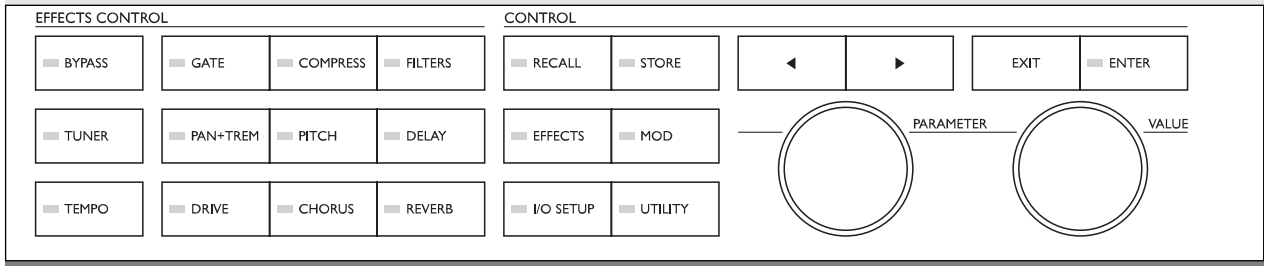 EFFECTS CONTROL CONTROL
BYPASS GATE COMPRESS FILTERS RECALL STORE EXIT ENTER
TUNER PAN+TREM PITCH DELAY EFFECTS MOD PARAMETER VALUE
TEMPO DRIVE CHORUS REVERB I/O SETUP UTILITY